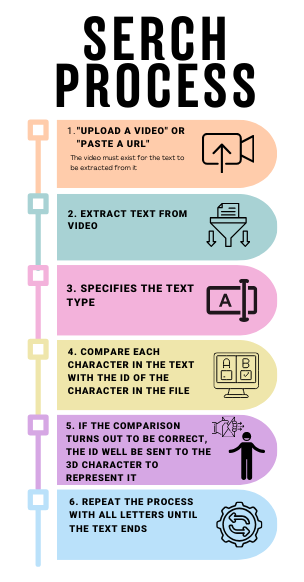 SERCH
PROCESS
1."UPLOAD A VIDEO" OR
"PASTE A URL"
The video must exist for the text to
be extracted from it
2. EXTRACT TEXT FROM
VIDEO
3. SPECIFIES THE TEXT
TYPE
A
4. COMPARE EACH
CHARACTER IN THE TEXT
WITH THE ID OF THE
CHARACTER IN THE FILE
A B
5. IF THE COMPARISON
TURNS OUT TO BE CORRECT,
THE ID WELL BE SENT TO THE
3D CHARACTER TO
REPRESENT IT
6. REPEAT THE PROCESS
WITH ALL LETTERS UNTIL
THE TEXT ENDS